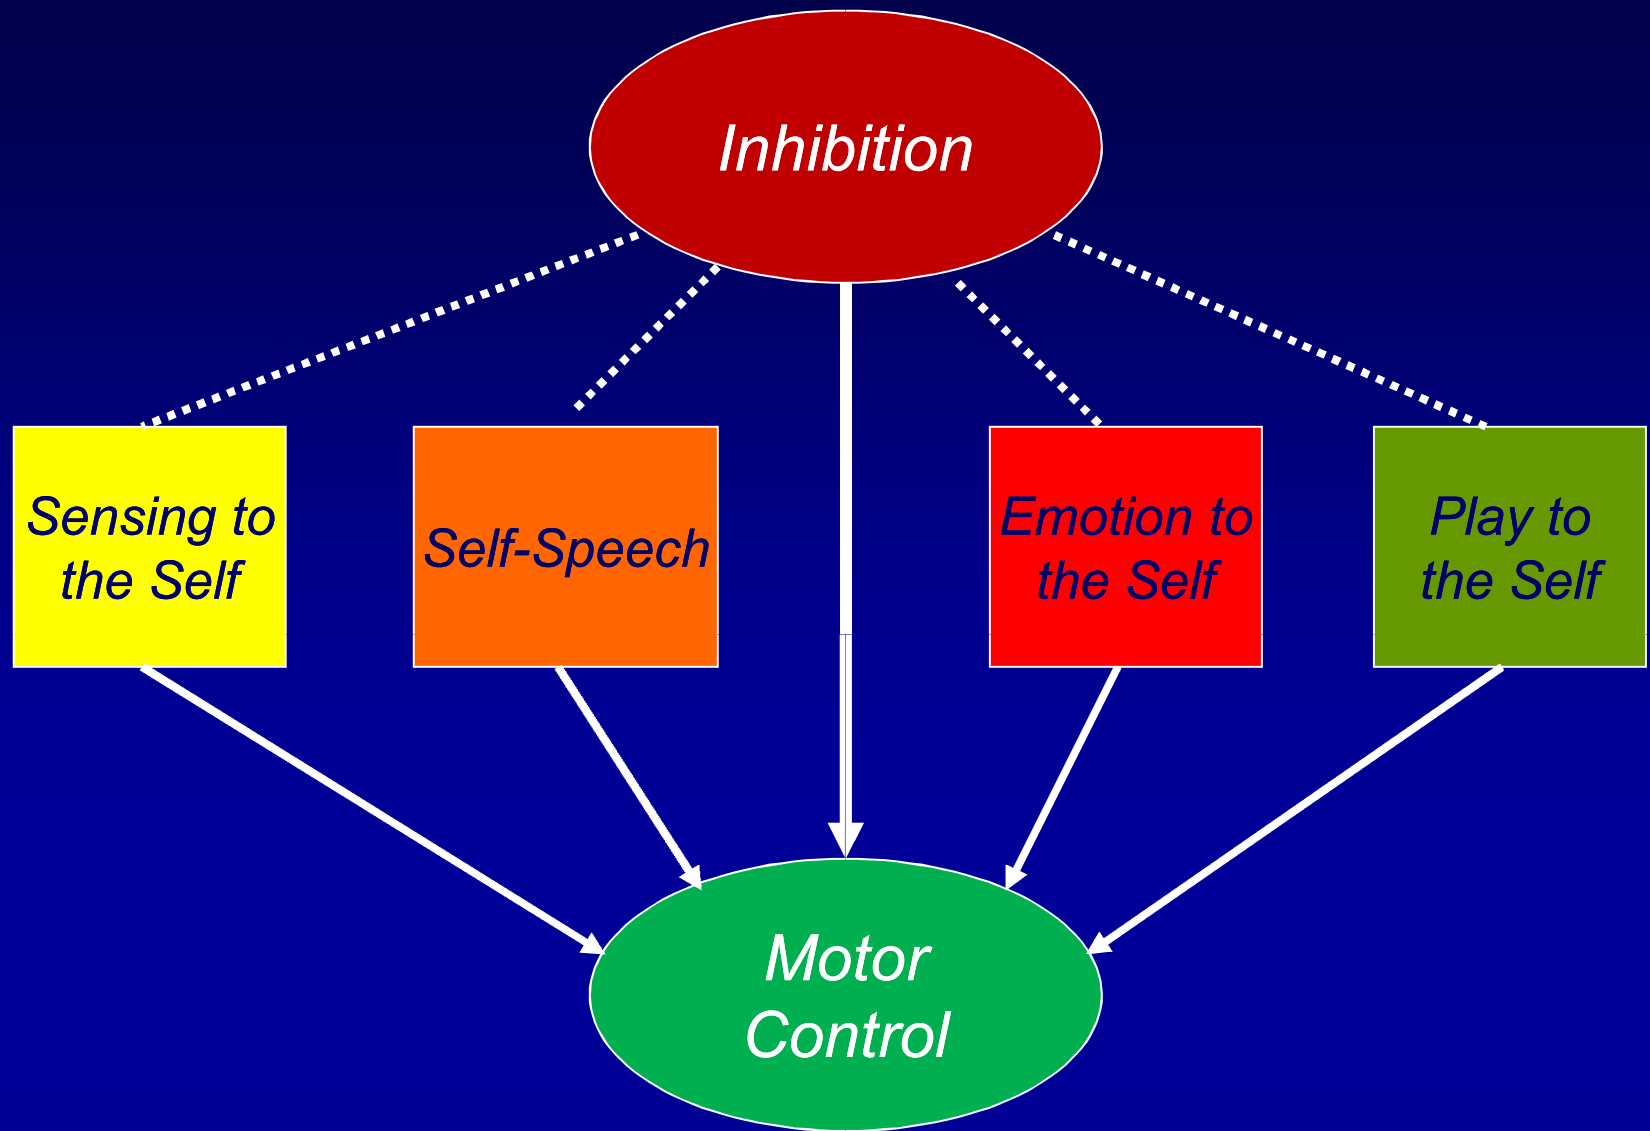 Inhibition
Sensing to
the Self
Self-Speech
Emotion to
the Self
Play to
the Self
Motor
Control